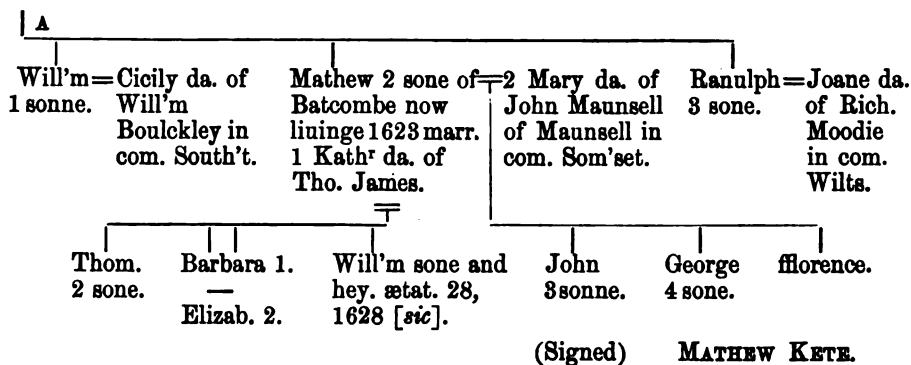 A
Will'm = Cicily da. of
1 sonne. Will'm
Boulckley in
com. South't.
Mathew 2 sone of
Batcombe now
liuinge 1623 marr.
1 Kathʳ da. of
Tho. James.
= 2 Mary da. of
John Maunsell
of Maunsell in
com. Som'set.
Ranulph = Joane da.
3 sone. of Rich.
Moodie
in com.
Wilts.
Thom.
2 sone.
Barbara 1.
—
Elizab. 2.
Will'm sone and
hey. ætat. 28,
1628 [sic].
John
3 sonne.
George
4 sone.
fflorence.
(Signed) MATHEW KETE.